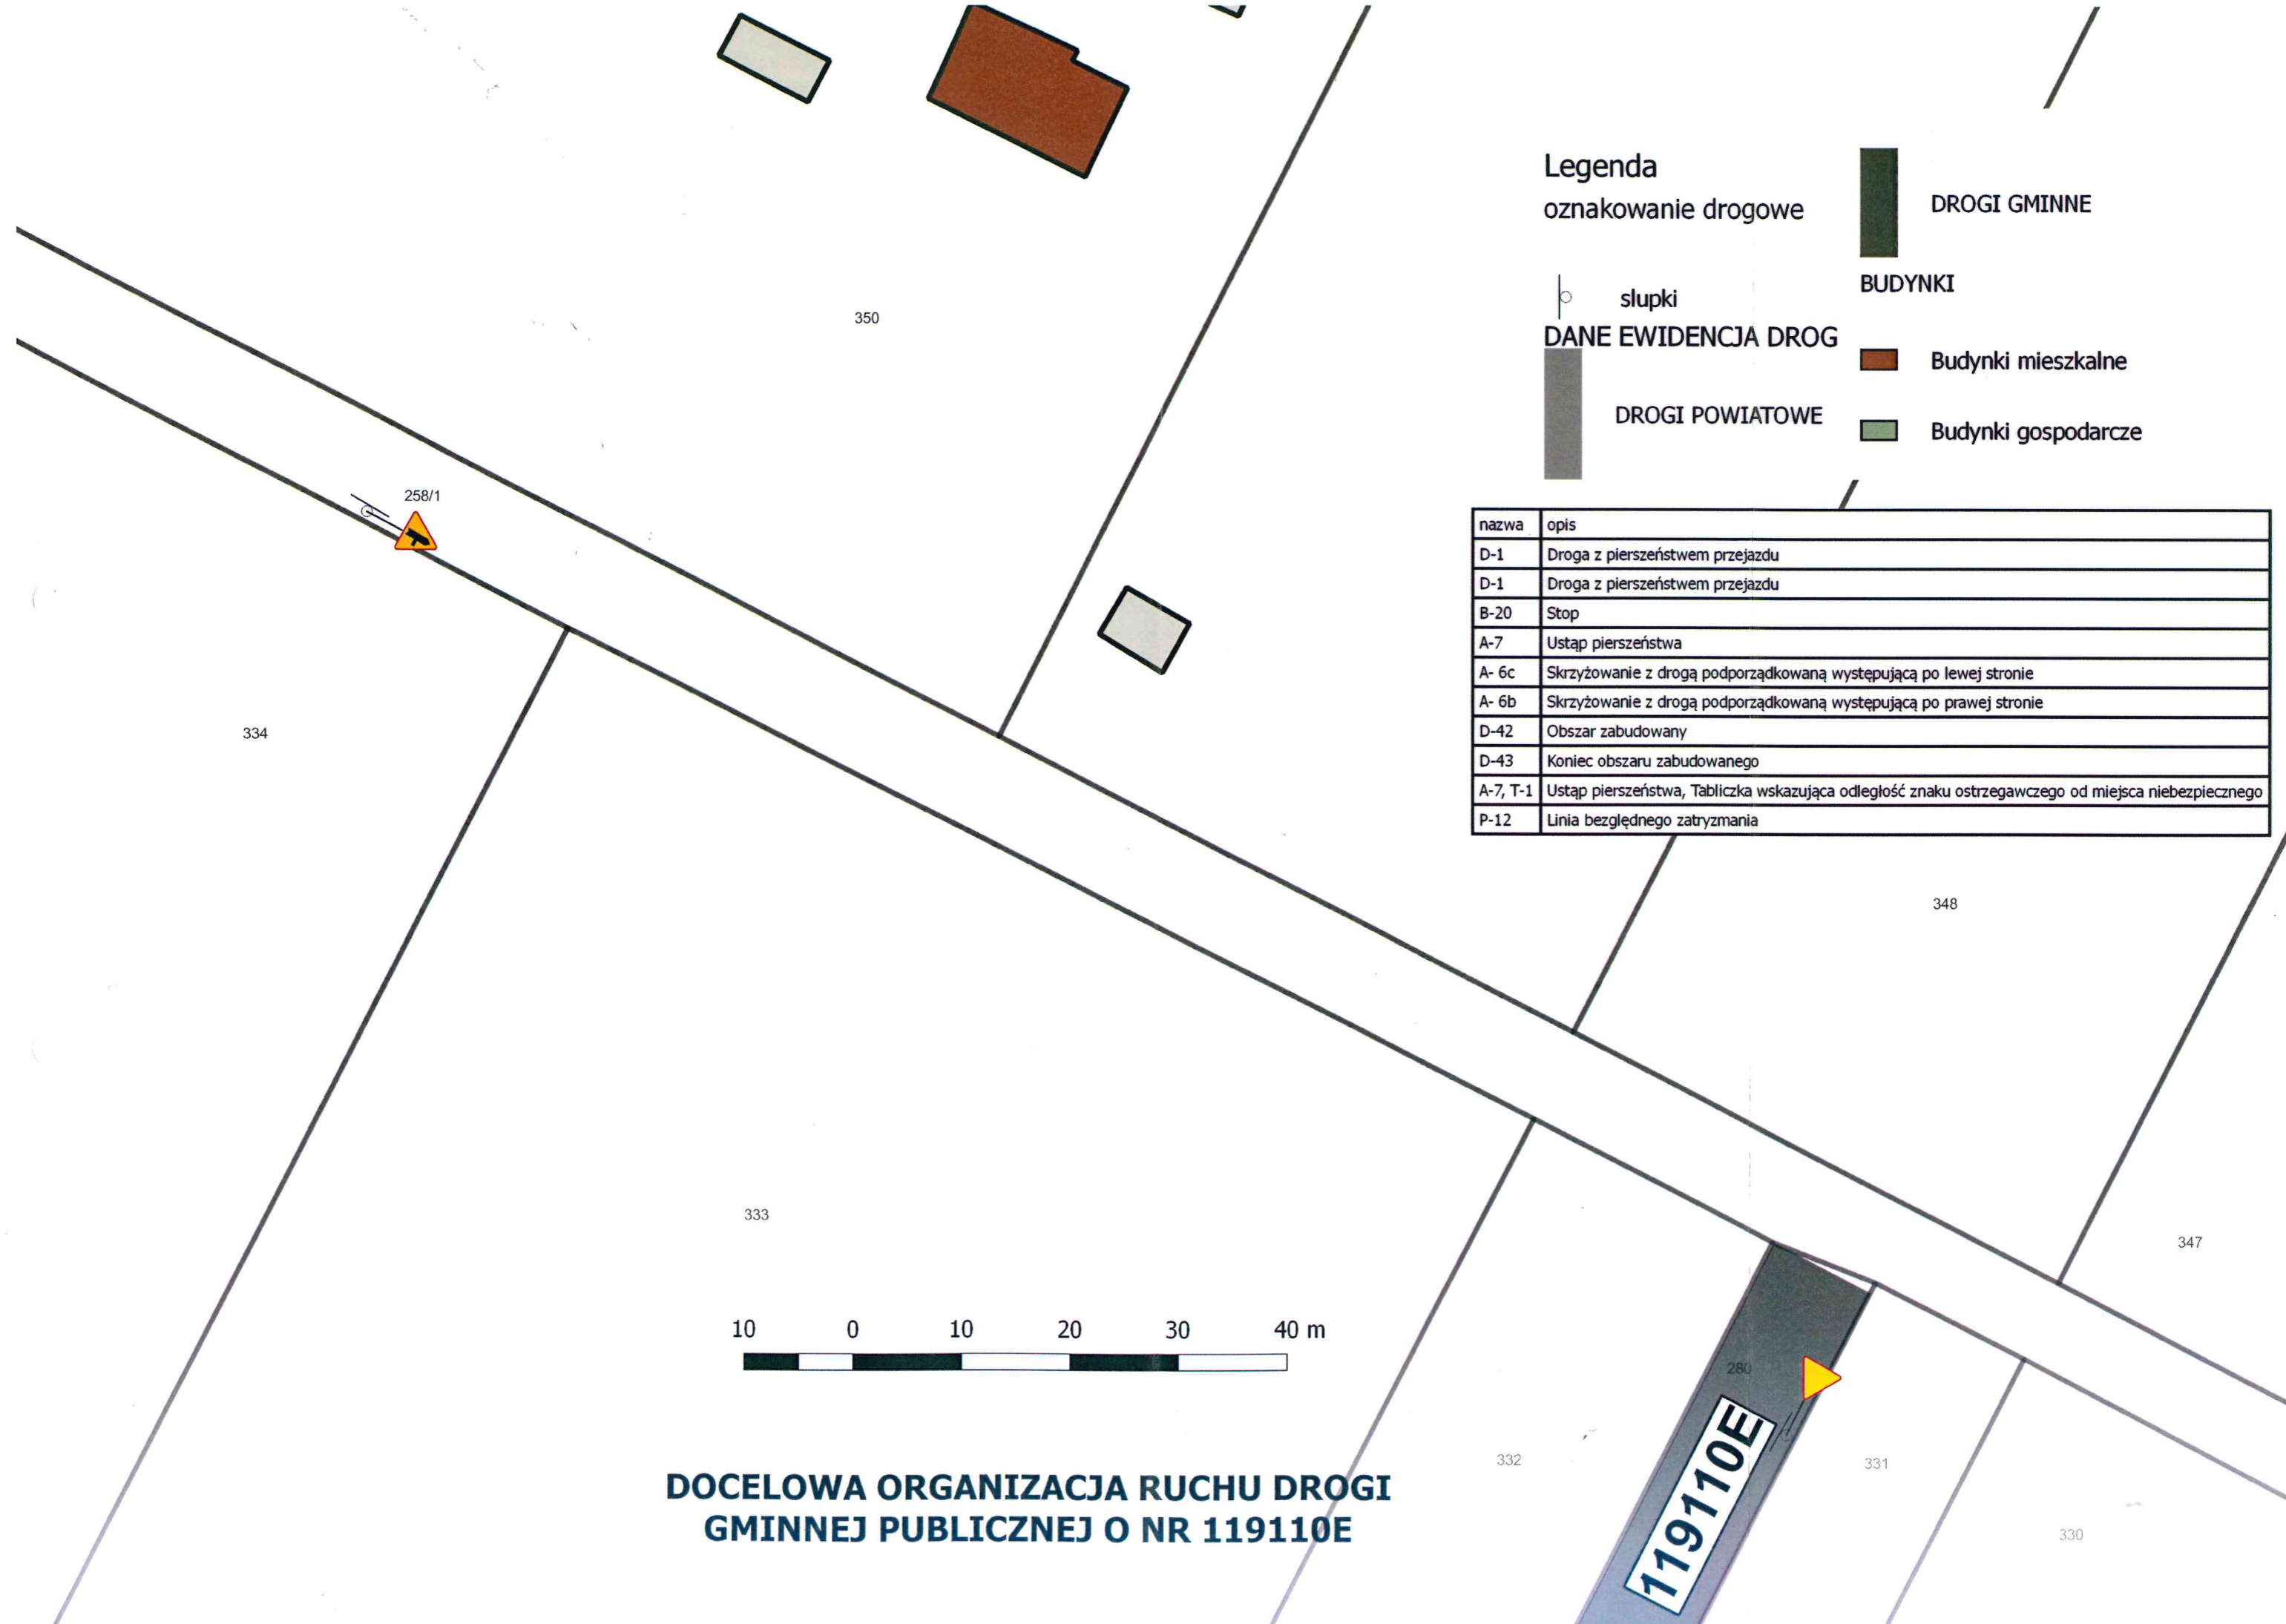 Legenda
oznakowanie drogowe
slupki
DANE EWIDENCJA DROG
DROGI POWIATOWE
DROGI GMINNE
BUDYNKI
Budynki mieszkalne
Budynki gospodarcze
nazwa opis
D-1 Droga z pierszeństwem przejazdu
D-1 Droga z pierszeństwem przejazdu
B-20 Stop
A-7 Ustąp pierszeństwa
A- 6c Skrzyżowanie z drogą podporządkowaną występującą po lewej stronie
A- 6b Skrzyżowanie z drogą podporządkowaną występującą po prawej stronie
D-42 Obszar zabudowany
D-43 Koniec obszaru zabudowanego
A-7, T-1 Ustąp pierszeństwa, Tabliczka wskazująca odległość znaku ostrzegawczego od miejsca niebezpiecznego
P-12 Linia bezględnego zatryzmania
350
258/1
334
348
333
347
280
332
331
330
119110E
10 0 10 20 30 40 m
DOCELOWA ORGANIZACJA RUCHU DROGI
GMINNEJ PUBLICZNEJ O NR 119110E